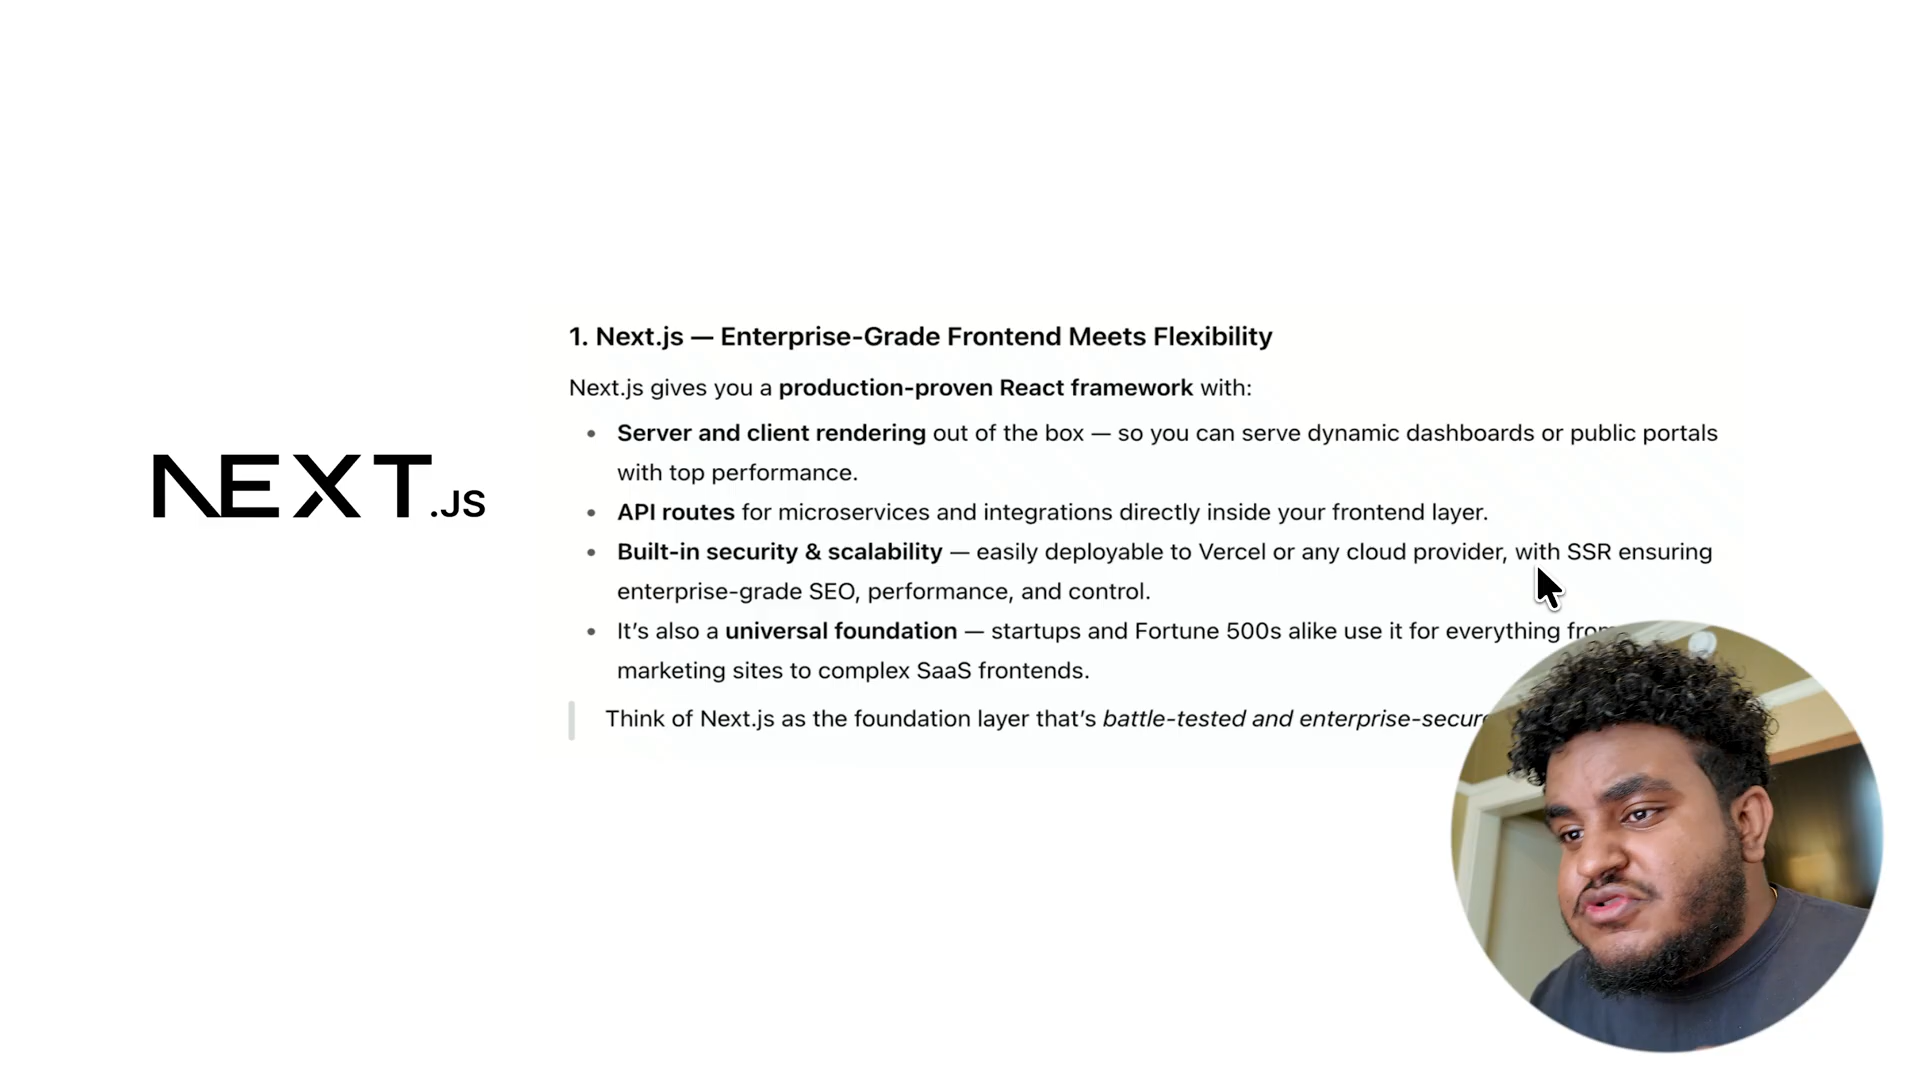 NEXT.JS
1. Next.js — Enterprise-Grade Frontend Meets Flexibility
Next.js gives you a production-proven React framework with:
• Server and client rendering out of the box — so you can serve dynamic dashboards or public portals
with top performance.
• API routes for microservices and integrations directly inside your frontend layer.
• Built-in security & scalability — easily deployable to Vercel or any cloud provider, with SSR ensuring
enterprise-grade SEO, performance, and control.
• It’s also a universal foundation — startups and Fortune 500s alike use it for everything
marketing sites to complex SaaS frontends.
Think of Next.js as the foundation layer that’s battle-tested and